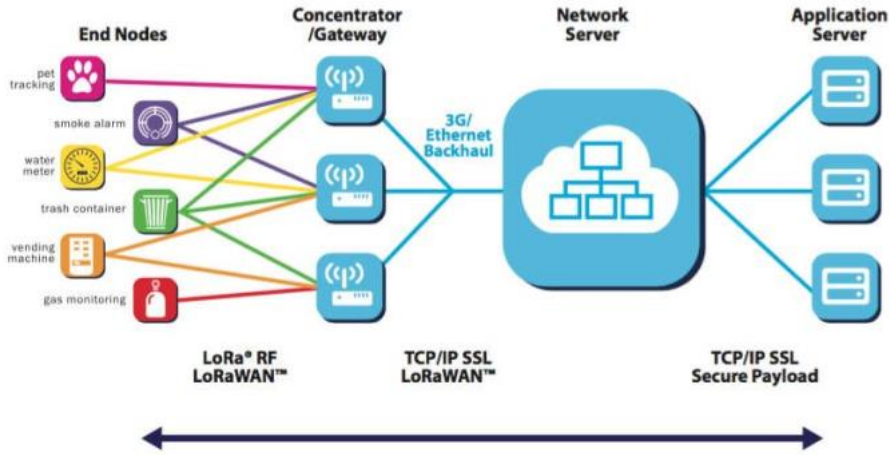 End Nodes
Concentrator
/Gateway
Network
Server
Application
Server
pet
tracking
smoke alarm
water
meter
trash container
vending
machine
gas monitoring
3G/
Ethernet
Backhaul
LoRa® RF
LoRaWAN™
TCP/IP SSL
LoRaWAN™
TCP/IP SSL
Secure Payload